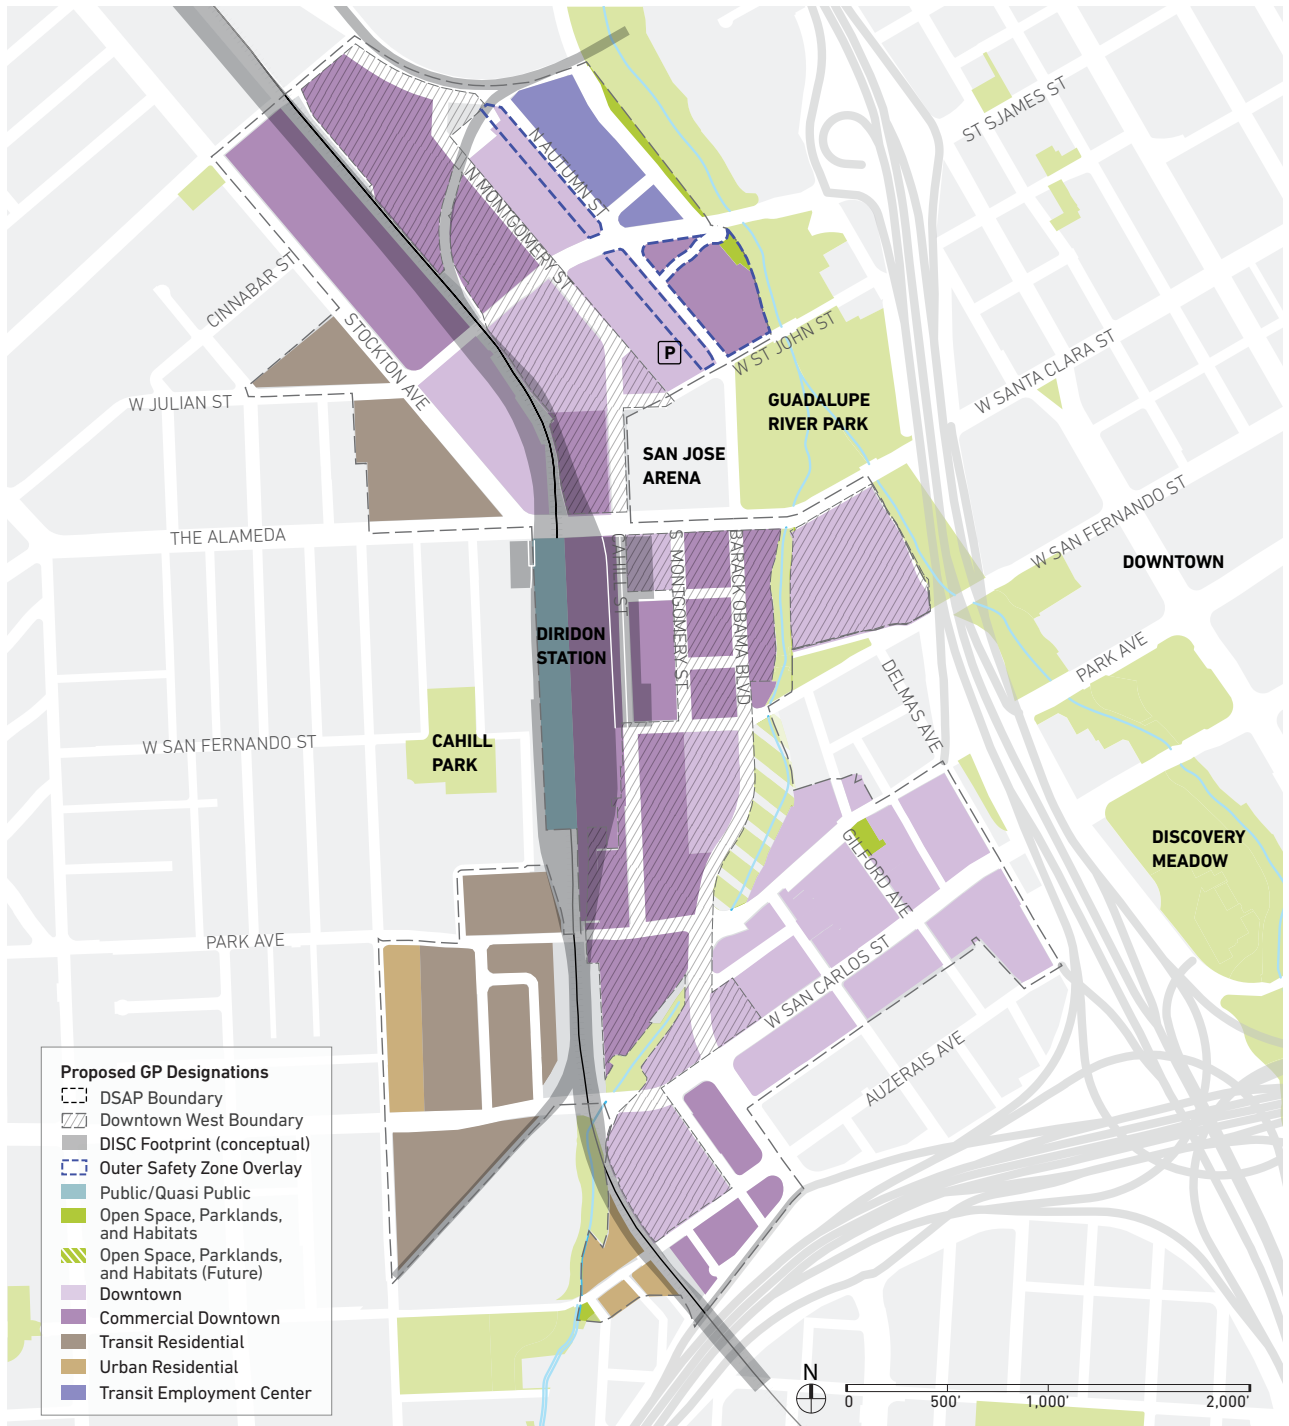 ST SJAMES ST
N AUTUMN ST
N MONTGOMERY ST
CINNABAR ST
STOCKTON AVE
P
W ST JOHN ST
W SANTA CLARA ST
W JULIAN ST
GUADALUPE
RIVER PARK
SAN JOSE
ARENA
W SAN FERNANDO ST
THE ALAMEDA
CAHILL ST
S. MONTGOMERY ST
BARACK OBAMA BLVD
DOWNTOWN
DIRIDON
STATION
PARK AVE
DELMAS AVE
W SAN FERNANDO ST
CAHILL
PARK
GILFORD AVE
DISCOVERY
MEADOW
PARK AVE
W SAN CARLOS ST
AUZERAIS AVE
Proposed GP Designations
DSAP Boundary
Downtown West Boundary
DISC Footprint (conceptual)
Outer Safety Zone Overlay
Public/Quasi Public
Open Space, Parklands,
and Habitats
Open Space, Parklands,
and Habitats (Future)
Downtown
Commercial Downtown
Transit Residential
Urban Residential
Transit Employment Center
N
0 500' 1,000' 2,000'